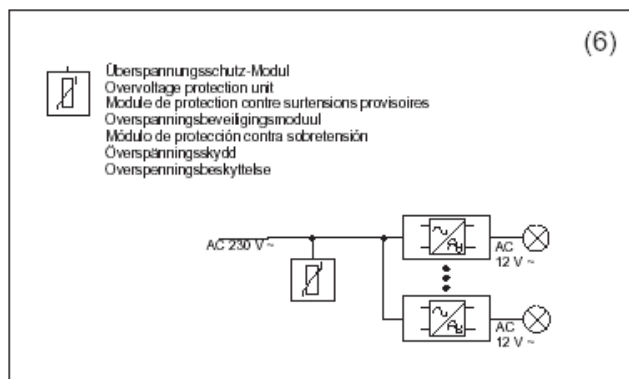 (6)
Überspannungsschutz-Modul
Overvoltage protection unit
Module de protection contre surtensions provisoires
Overspanningsbeveiligingsmoduul
Módulo de protección contra sobretensión
Överspänningsskydd
Overspenningsbeskyttelse
AC 230 V ~
AC
12 V ~
AC
12 V ~